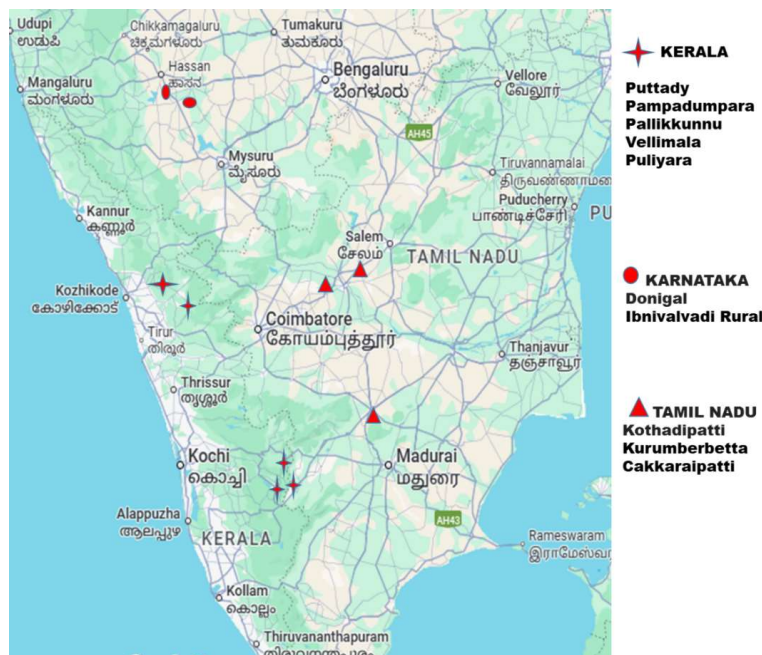 Udupi
ಉಡುಪಿ
Chikkamagaluru
ಚಿಕ್ಕಮಗಳೂರು
Tumakuru
ತುಮಕೂರು
Hassan
ಹಾಸನ
Mangaluru
ಮಂಗಳೂರು
Bengaluru
ಬೆಂಗಳೂರು
Vellore
வேலூர்
AH45
Mysuru
ಮೈಸೂರು
Tiruvannamalai
Puducherry
பாண்டிச்சேரி
PU
Kannur
കണ്ണൂർ
Salem
சேலம்
TAMIL NADU
Kozhikode
കോഴിക്കോട്
Coimbatore
கோயம்புத்தூர்
Tirur
തിരൂർ
Thanjavur
தஞ்சாவூர்
Thrissur
തൃശ്ശൂർ
Kochi
കൊച്ചി
Madurai
மதுரை
Alappuzha
ആലപ്പുഴ
KERALA
AH43
Rameswaram
Kollam
കൊല്ലം
Thiruvananthapuram
KERALA
Puttady
Pampadumpara
Pallikkunnu
Vellimala
Puliyara
KARNATAKA
Donigal
Ibnivalvadi Rural
TAMIL NADU
Kothadipatti
Kurumberbetta
Cakkaraipatti